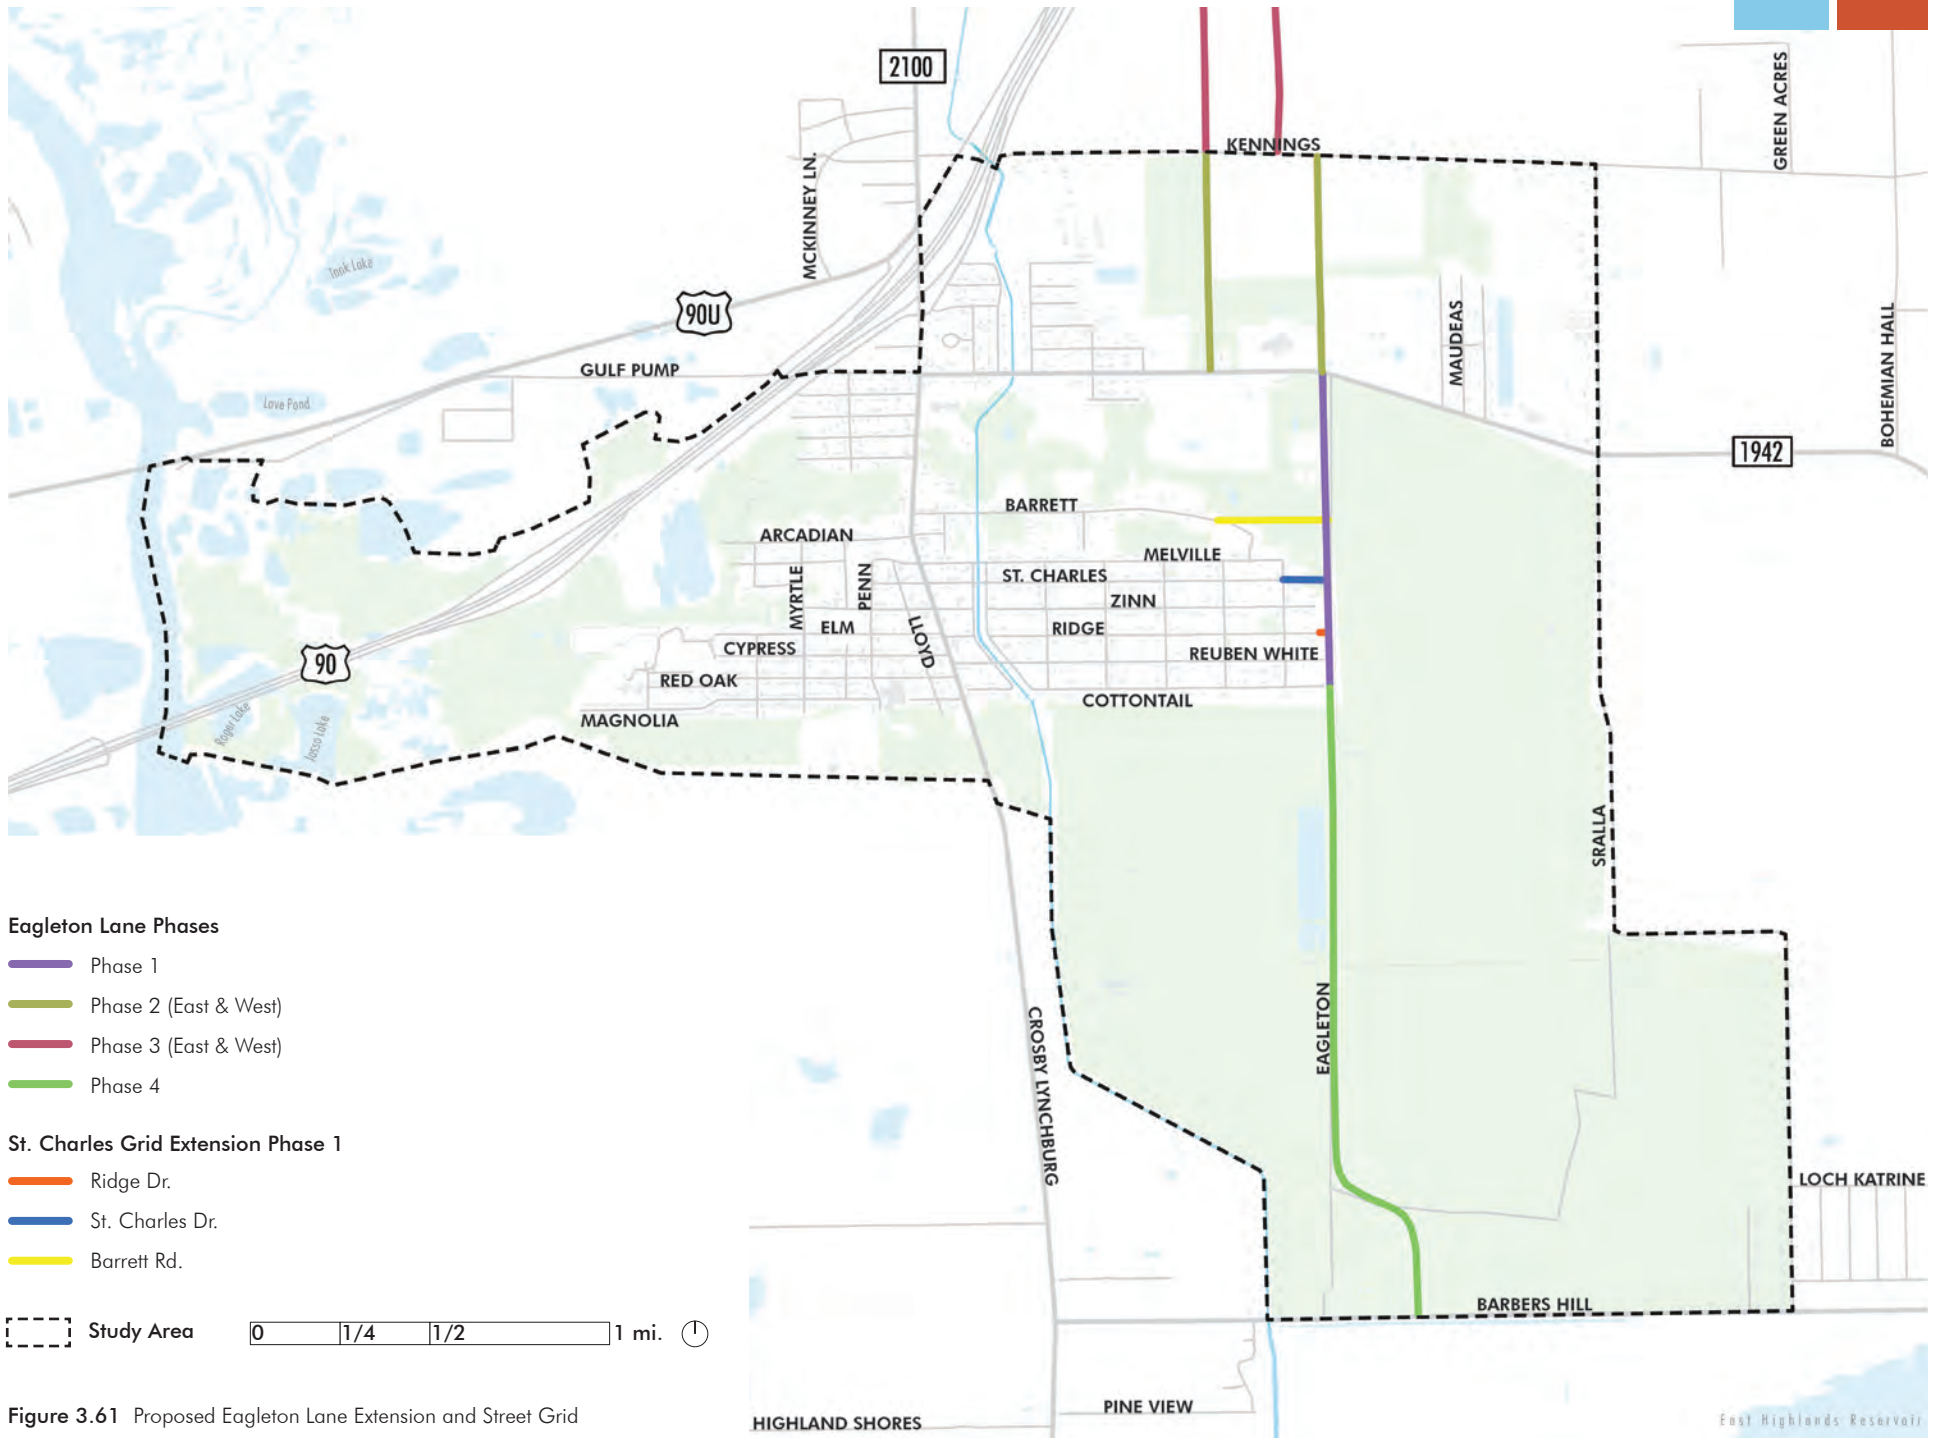 2100
KENNINGS
GREEN ACRES
MCKINNEY LN.
Tank Lake
90U
MAUDEAS
BOHEMIAN HALL
GULF PUMP
Love Pond
1942
BARRETT
ARCADIAN
MELVILLE
ST. CHARLES
MYRTLE
PENN
ZINN
ELM
LLOYD
RIDGE
CYPRESS
REUBEN WHITE
90
RED OAK
COTTONTAIL
MAGNOLIA
Roger Lake
Jasso Lake
SRALLA
Eagleton Lane Phases
Phase 1
Phase 2 (East & West)
Phase 3 (East & West)
Phase 4
EAGLETON
CROSBY LYNCHBURG
St. Charles Grid Extension Phase 1
Ridge Dr.
St. Charles Dr.
Barrett Rd.
LOCH KATRINE
BARBERS HILL
Study Area
0 1/4 1/2 1 mi.
PINE VIEW
HIGHLAND SHORES
East Highlands Reservoir
Figure 3.61 Proposed Eagleton Lane Extension and Street Grid